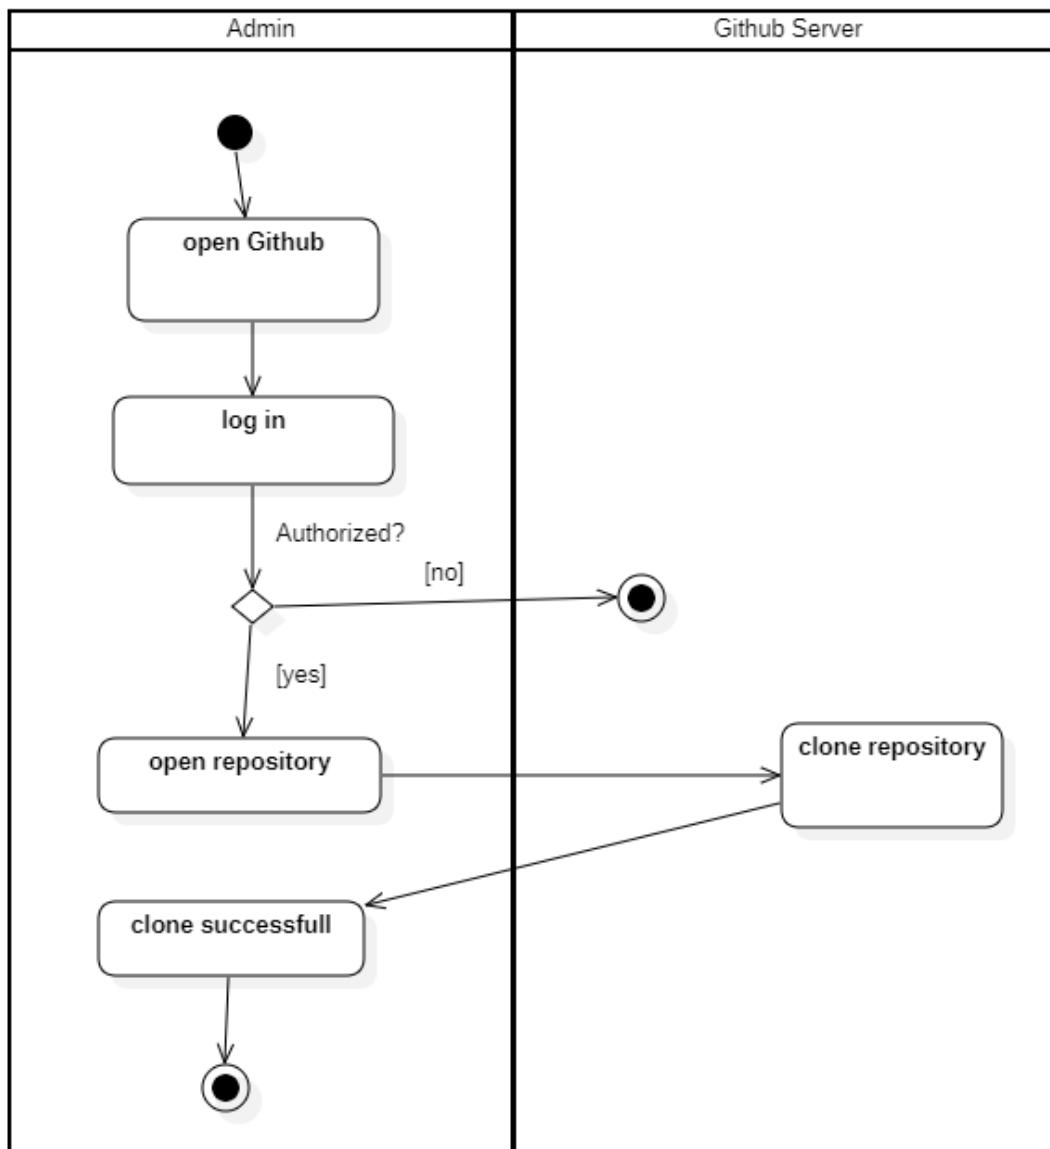 Admin
Github Server
open Github
log in
Authorized?
[no]
[yes]
open repository
clone repository
clone successfull